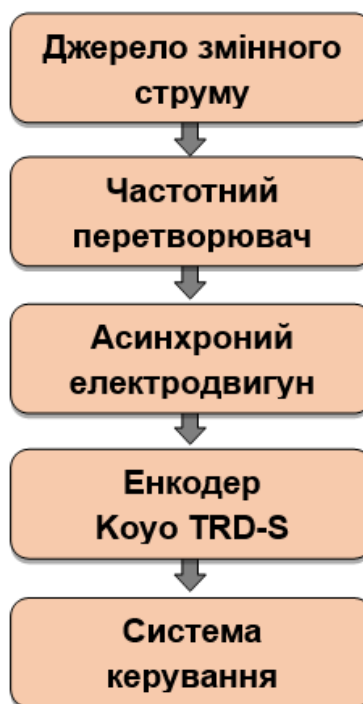 Джерело змінного
струму
Частотний
перетворювач
Асинхроний
електродвигун
Енкодер
Koyo TRD-S
Система
керування